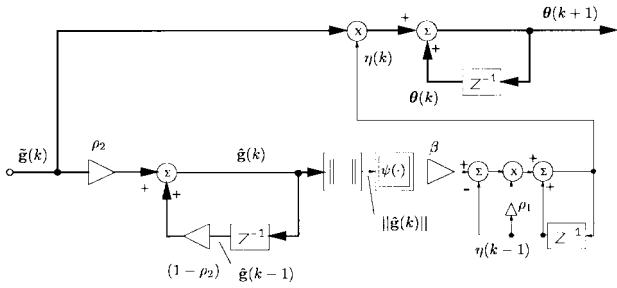 X
+
Σ
θ(k+1)
η(k)
+
Z⁻¹
θ(k)
g̃(k)
ρ₂
+
Σ
+
ĝ(k)
|| ||
ψ(·)
β
||ĝ(k)||
+
-
Σ
X
+
Σ
+
ρ₁
η(k−1)
Z⁻¹
Z⁻¹
(1−ρ₂)
ĝ(k−1)